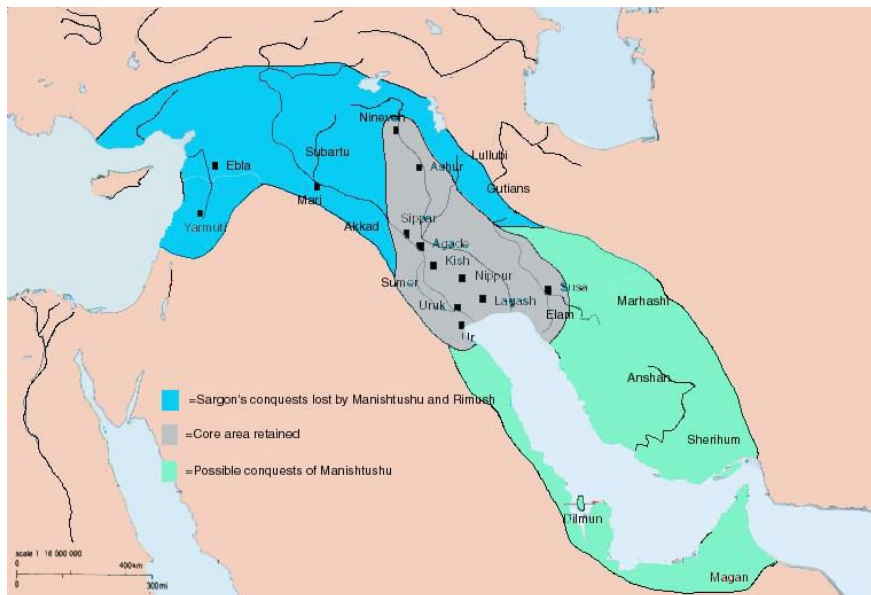 Nineveh
Lullubi
Subartu
Ashur
Ebla
Gutians
Mari
Yarmuti
Sippar
Akkad
Agade
Kish
Sumer
Nippur
Susa
Uruk
Lagash
Elam
Marhashi
Ur
Anshan
=Sargon's conquests lost by Manishtushu and Rimush
=Core area retained
Sherihum
=Possible conquests of Manishtushu
Dilmun
Magan
scale 1 : 16 000 000
0 400km
0 300mi